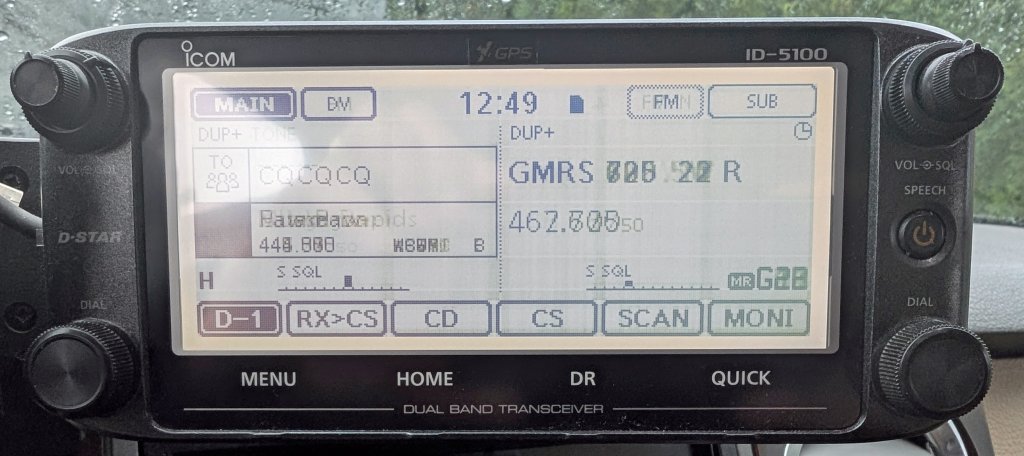 ICOM
GPS
ID-5100
MAIN
DV
12:49
FM
SUB
DUP+ TONE
DUP+
TO
CQCQCQ
GMRS R
H
S SQL
S SQL
MR
D-1
RX>CS
CD
CS
SCAN
MONI
VOL SQL
D-STAR
DIAL
VOL SQL
SPEECH
DIAL
MENU
HOME
DR
QUICK
DUAL BAND TRANSCEIVER